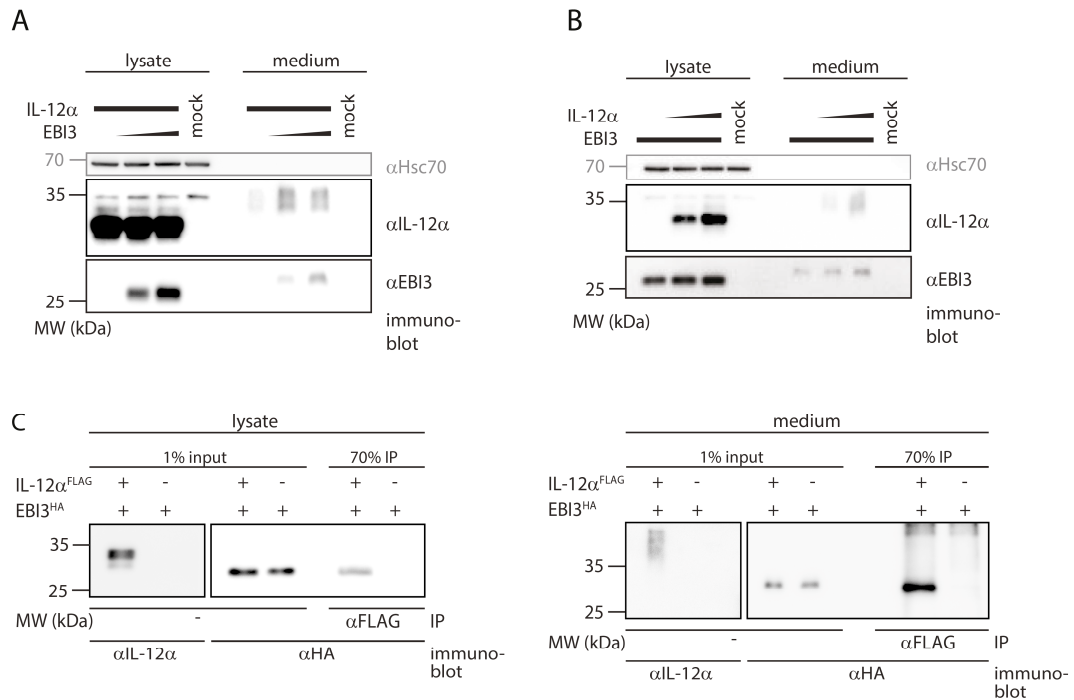 A
lysate medium
IL-12α mock mock
EBI3
70 αHsc70
35
αIL-12α
αEBI3
25
MW (kDa) immuno-
blot
B
lysate medium
IL-12α mock mock
EBI3
70 αHsc70
35
αIL-12α
αEBI3
25
MW (kDa) immuno-
blot
C
lysate
1% input 70% IP
IL-12αFLAG + - + - + -
EBI3HA + + + + + +
35
25
MW (kDa) - αFLAG IP
αIL-12α αHA immuno-
blot
medium
1% input 70% IP
IL-12αFLAG + - + - + -
EBI3HA + + + + + +
35
25
MW (kDa) - αFLAG IP
αIL-12α αHA immuno-
blot